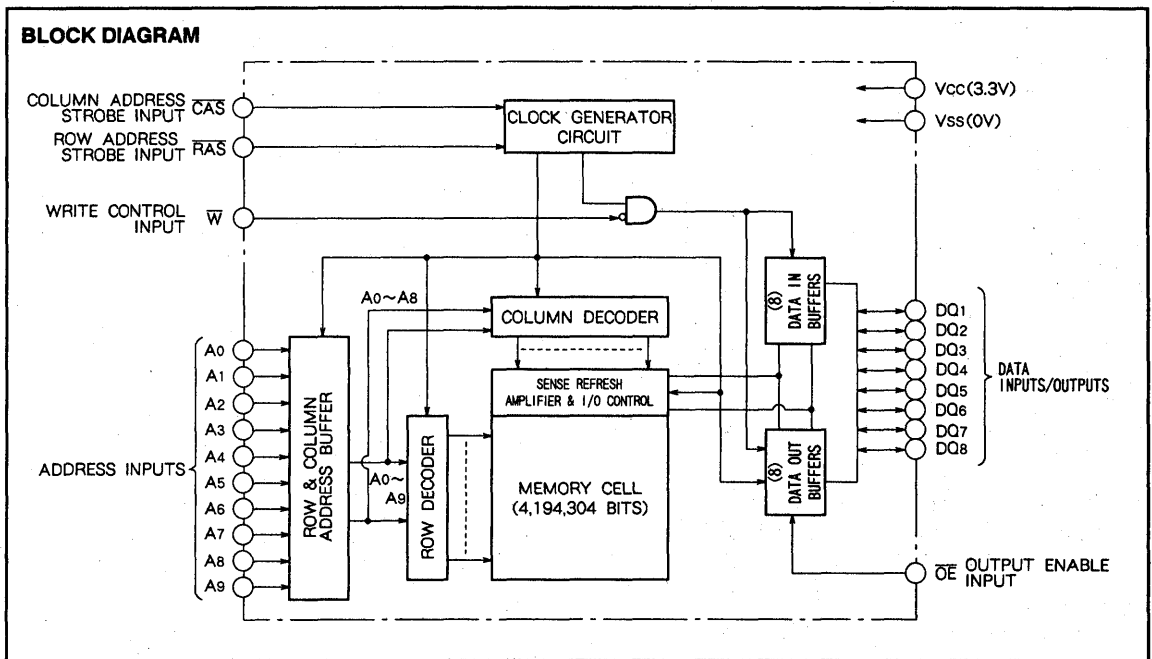 BLOCK DIAGRAM
COLUMN ADDRESS
STROBE INPUT C̅A̅S̅
ROW ADDRESS
STROBE INPUT R̅A̅S̅
WRITE CONTROL
INPUT
W̅
CLOCK GENERATOR
CIRCUIT
Vcc(3.3V)
Vss(0V)
A0~A8
COLUMN DECODER
SENSE REFRESH
AMPLIFIER & I/O CONTROL
MEMORY CELL
(4,194,304 BITS)
ROW DECODER
A0~
A9
ROW & COLUMN
ADDRESS BUFFER
ADDRESS INPUTS
A0
A1
A2
A3
A4
A5
A6
A7
A8
A9
(8)
DATA IN
BUFFERS
(8)
DATA OUT
BUFFERS
DQ1
DQ2
DQ3
DQ4
DQ5
DQ6
DQ7
DQ8
DATA
INPUTS/OUTPUTS
O̅E̅ OUTPUT ENABLE
INPUT